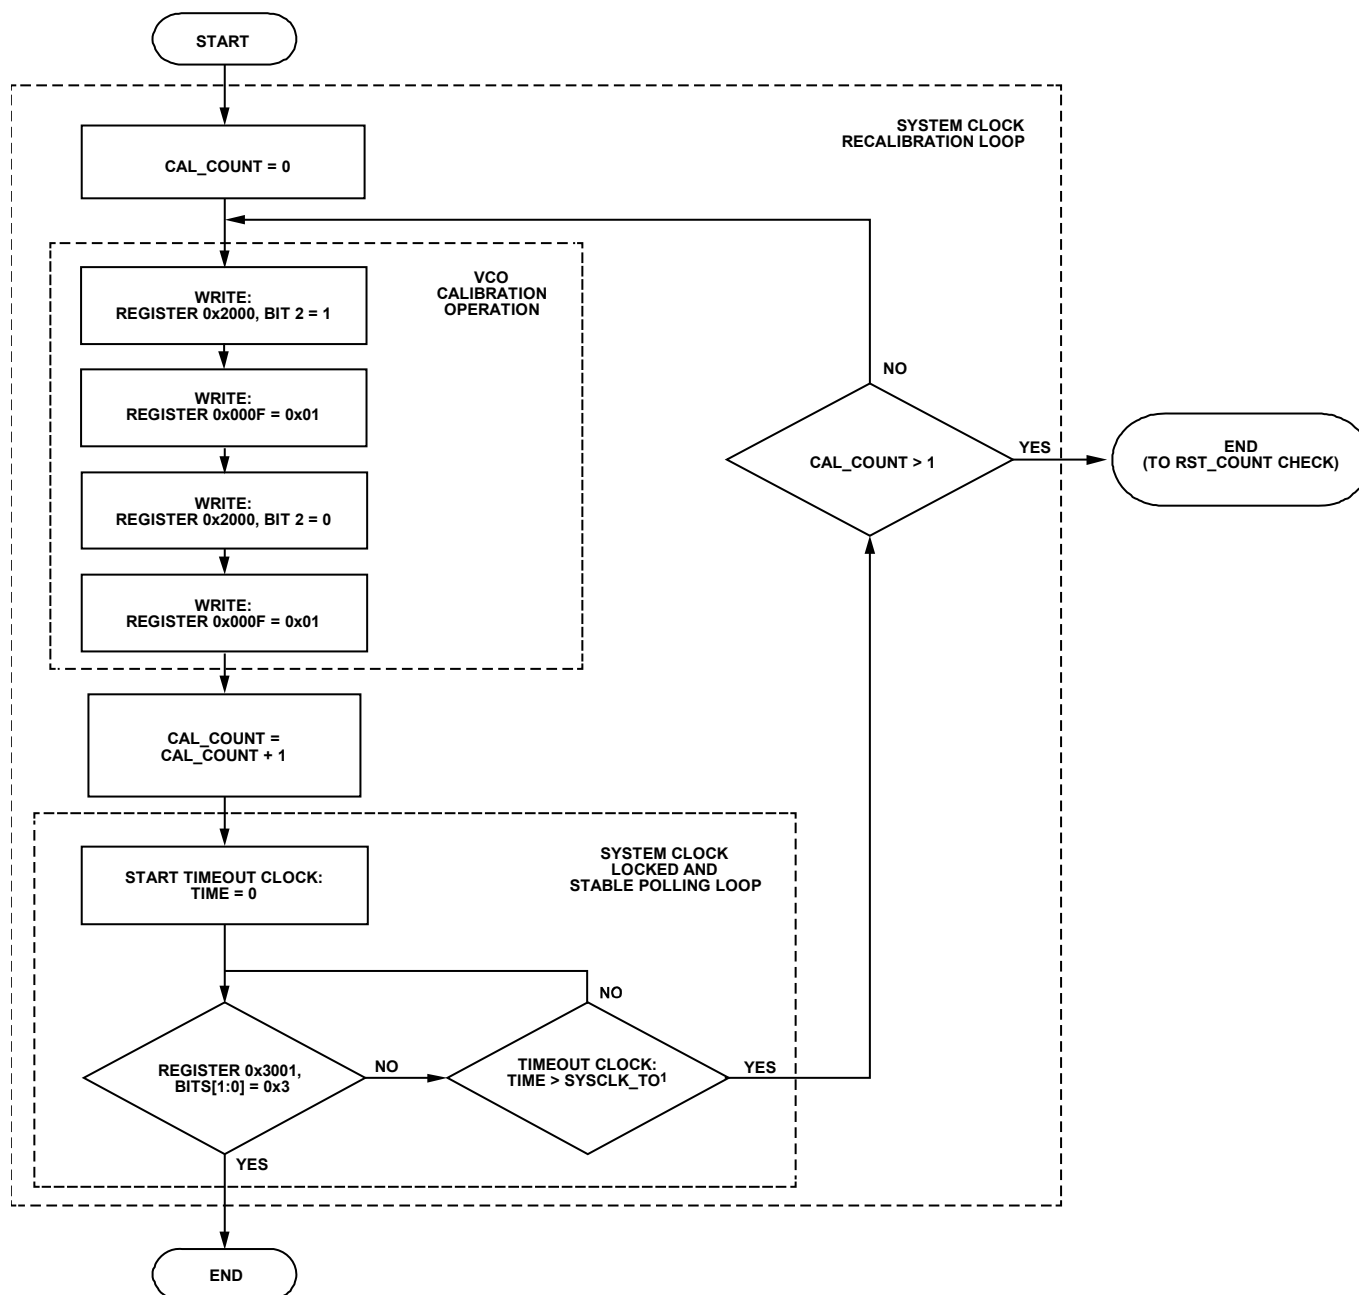 START
SYSTEM CLOCK
RECALIBRATION LOOP
CAL_COUNT = 0
VCO
CALIBRATION
OPERATION
WRITE:
REGISTER 0x2000, BIT 2 = 1
WRITE:
REGISTER 0x000F = 0x01
WRITE:
REGISTER 0x2000, BIT 2 = 0
WRITE:
REGISTER 0x000F = 0x01
NO
CAL_COUNT > 1
YES
END
(TO RST_COUNT CHECK)
CAL_COUNT =
CAL_COUNT + 1
SYSTEM CLOCK
LOCKED AND
STABLE POLLING LOOP
START TIMEOUT CLOCK:
TIME = 0
NO
REGISTER 0x3001,
BITS[1:0] = 0x3
NO
TIMEOUT CLOCK:
TIME > SYSCLK_TO¹
YES
YES
END